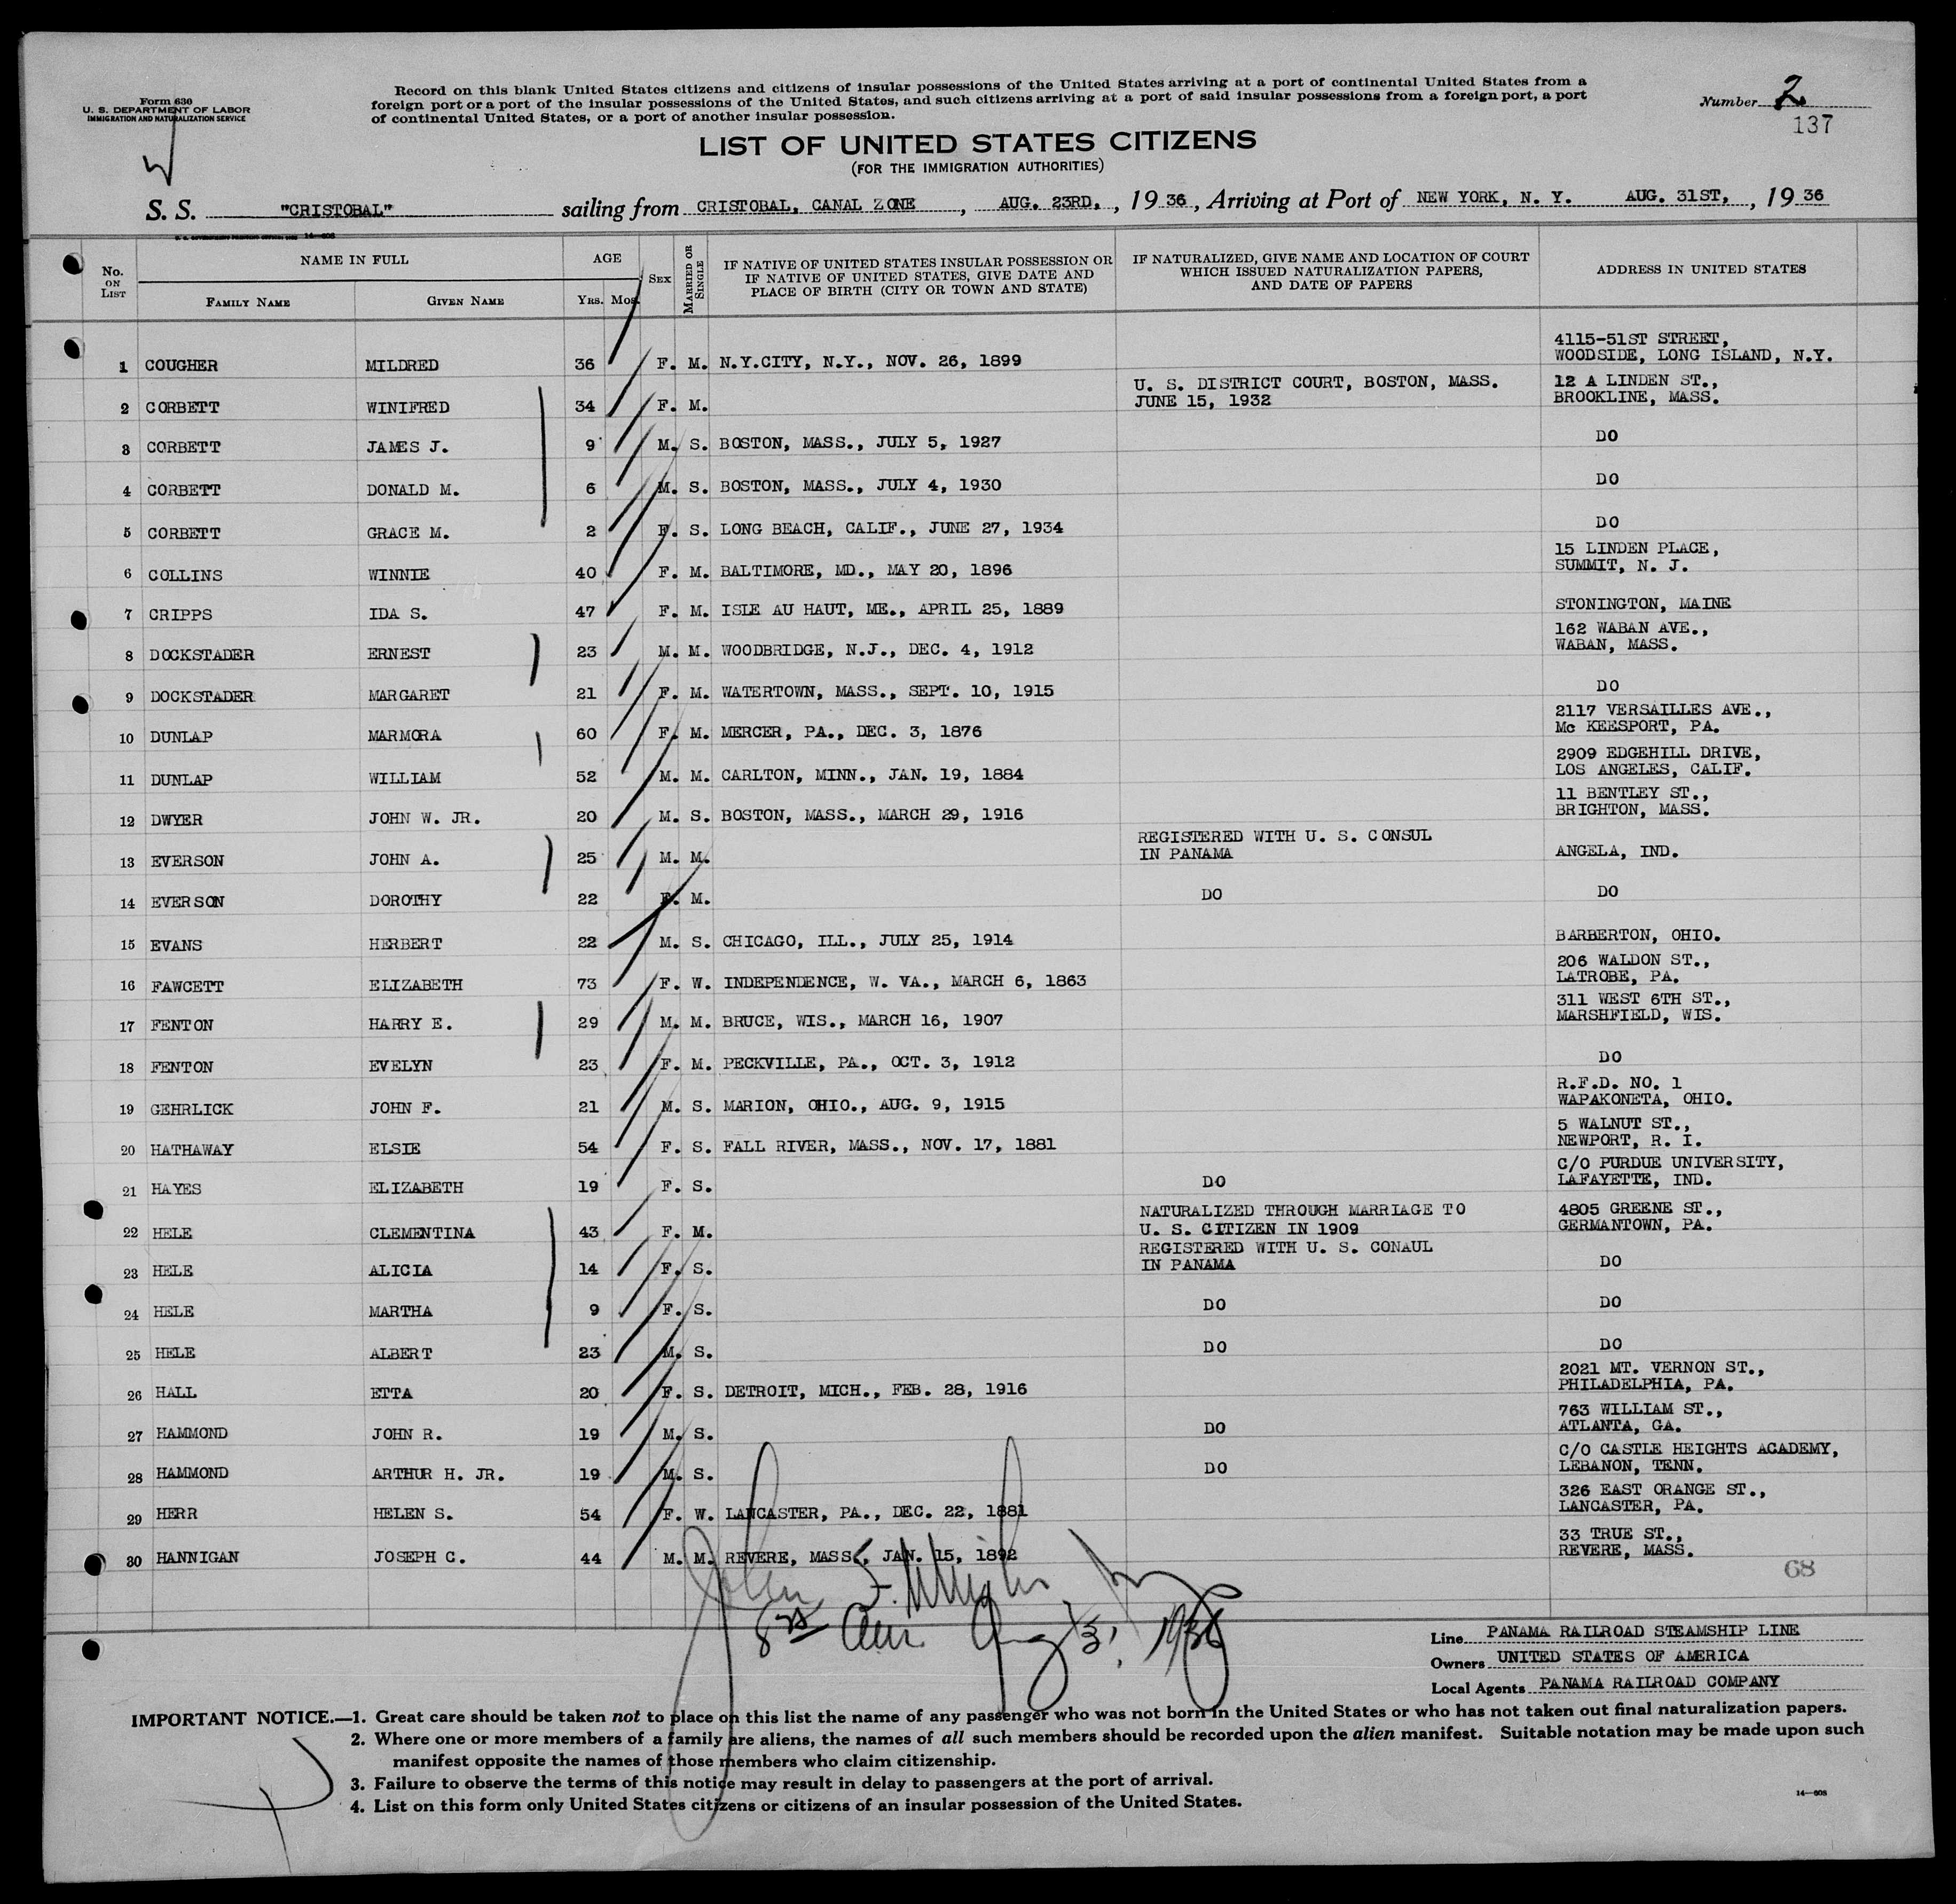 Form 630
U. S. DEPARTMENT OF LABOR
IMMIGRATION AND NATURALIZATION SERVICE
Record on this blank United States citizens and citizens of insular possessions of the United States arriving at a port of continental United States from a
foreign port or a port of the insular possessions of the United States, and such citizens arriving at a port of said insular possessions from a foreign port, a port
of continental United States, or a port of another insular possession.
Number 2
137
LIST OF UNITED STATES CITIZENS
(FOR THE IMMIGRATION AUTHORITIES)
S. S. "CRISTOBAL" sailing from CRISTOBAL, CANAL ZONE, AUG. 23RD., 19 36, Arriving at Port of NEW YORK, N. Y. AUG. 31ST, , 19 36
No. ON LIST
NAME IN FULL
FAMILY NAME GIVEN NAME
AGE
YRS. MOS.
SEX
MARRIED OR SINGLE
IF NATIVE OF UNITED STATES INSULAR POSSESSION OR
IF NATIVE OF UNITED STATES, GIVE DATE AND
PLACE OF BIRTH (CITY OR TOWN AND STATE)
IF NATURALIZED, GIVE NAME AND LOCATION OF COURT
WHICH ISSUED NATURALIZATION PAPERS,
AND DATE OF PAPERS
ADDRESS IN UNITED STATES
4115-51ST STREET,
1 COUGHER MILDRED 36 F. M. N.Y.CITY, N.Y., NOV. 26, 1899 WOODSIDE, LONG ISLAND, N.Y.
U. S. DISTRICT COURT, BOSTON, MASS. 12 A LINDEN ST.,
2 CORBETT WINIFRED 34 F. M. JUNE 15, 1932 BROOKLINE, MASS.
3 CORBETT JAMES J. 9 M. S. BOSTON, MASS., JULY 5, 1927 DO
4 CORBETT DONALD M. 6 M. S. BOSTON, MASS., JULY 4, 1930 DO
5 CORBETT GRACE M. 2 F. S. LONG BEACH, CALIF., JUNE 27, 1934 DO
15 LINDEN PLACE,
6 COLLINS WINNIE 40 F. M. BALTIMORE, MD., MAY 20, 1896 SUMMIT, N. J.
7 CRIPPS IDA S. 47 F. M. ISLE AU HAUT, ME., APRIL 25, 1889 STONINGTON, MAINE
162 WABAN AVE.,
8 DOCKSTADER ERNEST 23 M. M. WOODBRIDGE, N.J., DEC. 4, 1912 WABAN, MASS.
9 DOCKSTADER MARGARET 21 F. M. WATERTOWN, MASS., SEPT. 10, 1915 DO
2117 VERSAILLES AVE.,
10 DUNLAP MARMORA 60 F. M. MERCER, PA., DEC. 3, 1876 Mc KEESPORT, PA.
2909 EDGEHILL DRIVE,
11 DUNLAP WILLIAM 52 M. M. CARLTON, MINN., JAN. 19, 1884 LOS ANGELES, CALIF.
11 BENTLEY ST.,
12 DWYER JOHN W. JR. 20 M. S. BOSTON, MASS., MARCH 29, 1916 BRIGHTON, MASS.
REGISTERED WITH U. S. CONSUL
13 EVERSON JOHN A. 25 M. M. IN PANAMA ANGELA, IND.
14 EVERSON DOROTHY 22 F. M. DO DO
15 EVANS HERBERT 22 M. S. CHICAGO, ILL., JULY 25, 1914 BARBERTON, OHIO.
206 WALDON ST.,
16 FAWCETT ELIZABETH 73 F. W. INDEPENDENCE, W. VA., MARCH 6, 1863 LATROBE, PA.
311 WEST 6TH ST.,
17 FENTON HARRY E. 29 M. M. BRUCE, WIS., MARCH 16, 1907 MARSHFIELD, WIS.
18 FENTON EVELYN 23 F. M. PECKVILLE, PA., OCT. 3, 1912 DO
R.F.D. NO. 1
19 GEHRLICK JOHN F. 21 M. S. MARION, OHIO., AUG. 9, 1915 WAPAKONETA, OHIO.
5 WALNUT ST.,
20 HATHAWAY ELSIE 54 F. S. FALL RIVER, MASS., NOV. 17, 1881 NEWPORT, R. I.
C/O PURDUE UNIVERSITY,
21 HAYES ELIZABETH 19 F. S. DO LAFAYETTE, IND.
NATURALIZED THROUGH MARRIAGE TO 4805 GREENE ST.,
22 HELE CLEMENTINA 43 F. M. U. S. CITIZEN IN 1909 GERMANTOWN, PA.
REGISTERED WITH U. S. CONAUL
23 HELE ALICIA 14 F. S. IN PANAMA DO
24 HELE MARTHA 9 F. S. DO DO
25 HELE ALBERT 23 M. S. DO DO
2021 MT. VERNON ST.,
26 HALL ETTA 20 F. S. DETROIT, MICH., FEB. 28, 1916 PHILADELPHIA, PA.
763 WILLIAM ST.,
27 HAMMOND JOHN R. 19 M. S. DO ATLANTA, GA.
C/O CASTLE HEIGHTS ACADEMY,
28 HAMMOND ARTHUR H. JR. 19 M. S. DO LEBANON, TENN.
326 EAST ORANGE ST.,
29 HERR HELEN S. 54 F. W. LANCASTER, PA., DEC. 22, 1881 LANCASTER, PA.
33 TRUE ST.,
30 HANNIGAN JOSEPH C. 44 M. M. REVERE, MASS., JAN. 15, 1892 REVERE, MASS.
68
John F.
Aug 31, 1936
Line PANAMA RAILROAD STEAMSHIP LINE
Owners UNITED STATES OF AMERICA
Local Agents PANAMA RAILROAD COMPANY
IMPORTANT NOTICE.—1. Great care should be taken not to place on this list the name of any passenger who was not born in the United States or who has not taken out final naturalization papers.
2. Where one or more members of a family are aliens, the names of all such members should be recorded upon the alien manifest. Suitable notation may be made upon such
manifest opposite the names of those members who claim citizenship.
3. Failure to observe the terms of this notice may result in delay to passengers at the port of arrival.
4. List on this form only United States citizens or citizens of an insular possession of the United States.
14—608